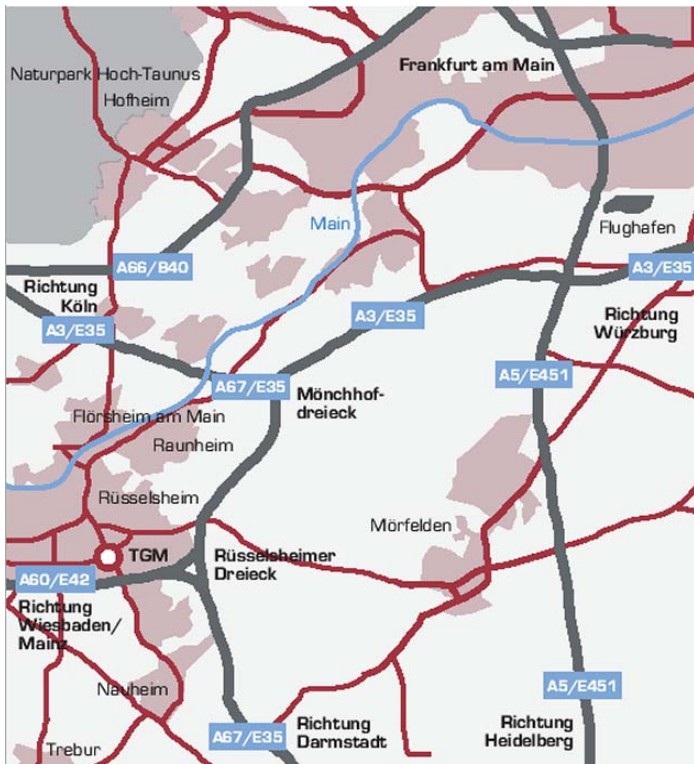 Frankfurt am Main
Naturpark Hoch-Taunus
Hofheim
Main
Flughafen
A66/B40
A3/E35
Richtung
Köln
Richtung
Würzburg
A3/E35
A3/E35
A5/E451
A67/E35
Mönchhof-
dreieck
Flörsheim am Main
Raunheim
Rüsselsheim
Mörfelden
TGM
Rüsselsheimer
Dreieck
A60/E42
Richtung
Wiesbaden/
Mainz
Nauheim
A5/E451
Richtung
Heidelberg
A67/E35
Richtung
Darmstadt
Trebur